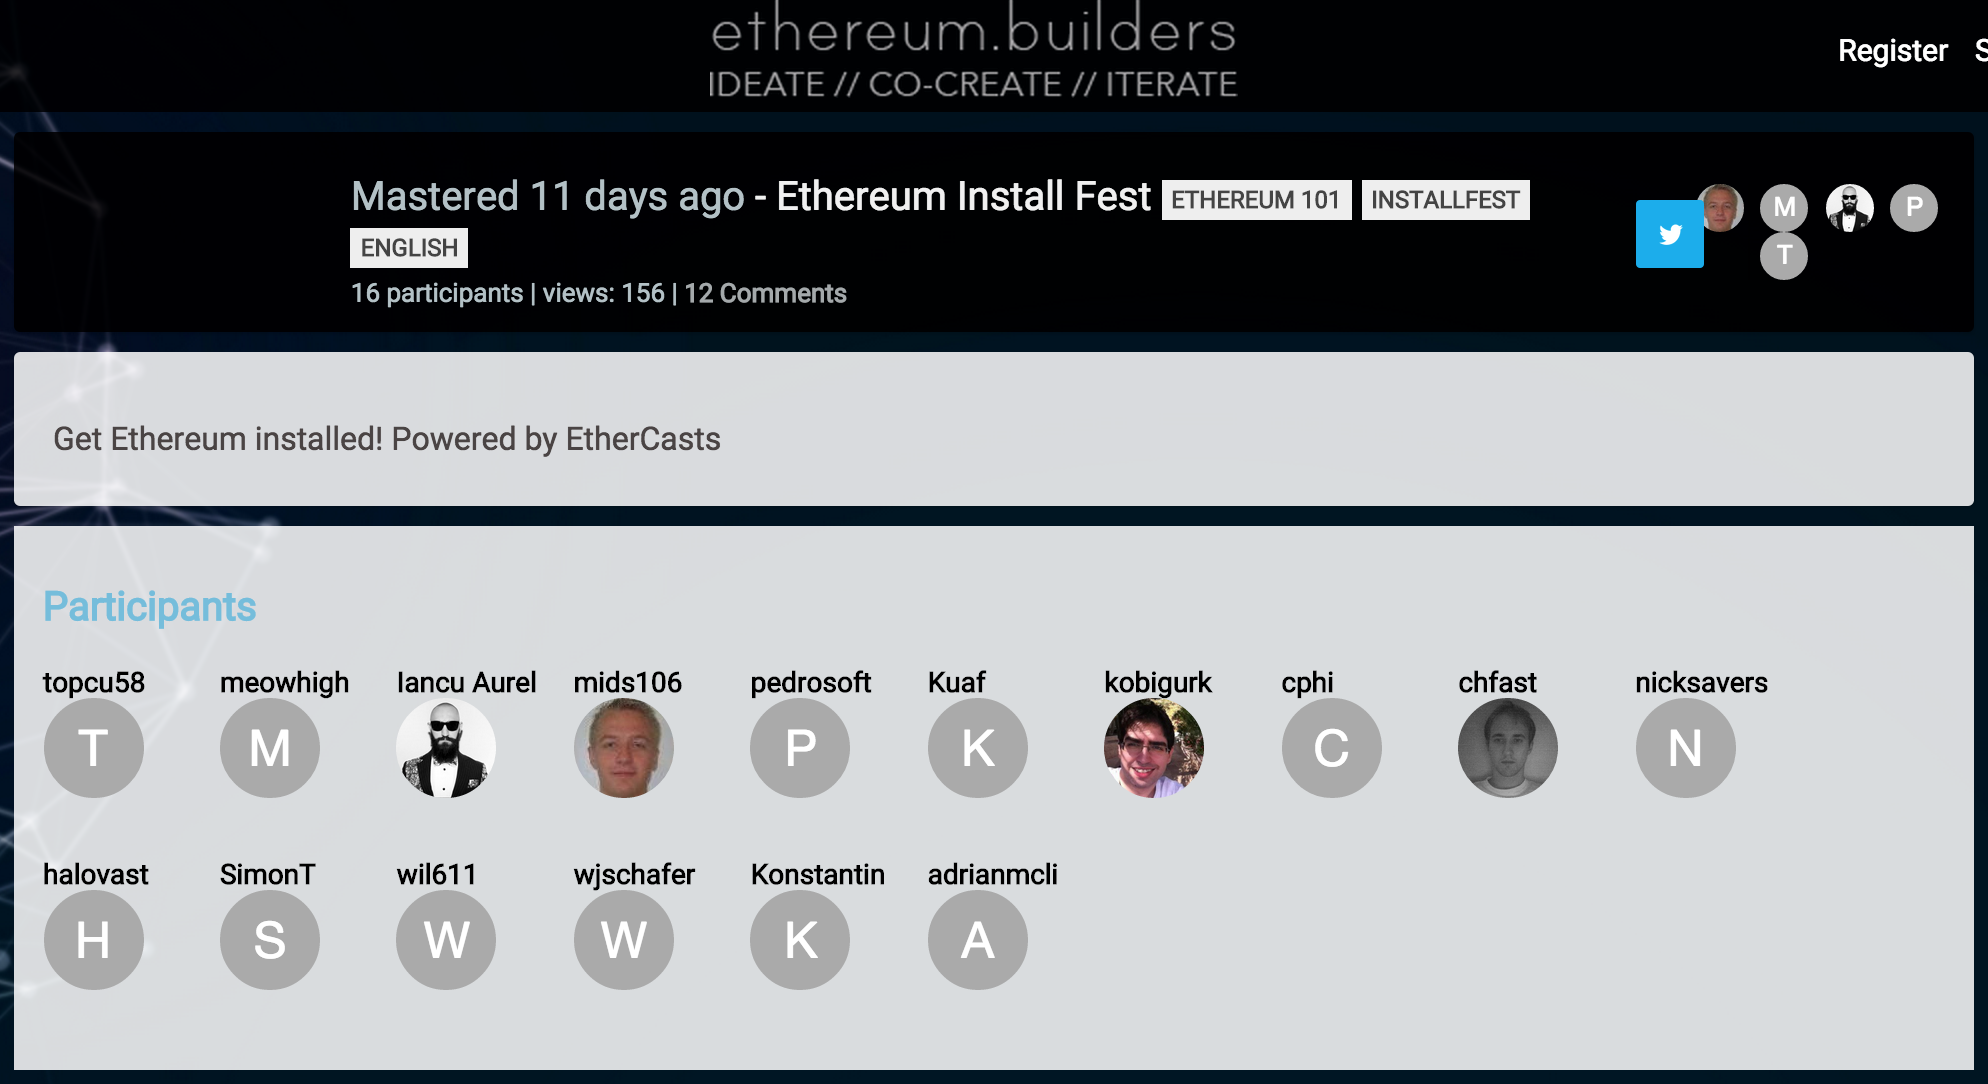 ethereum.builders
IDEATE // CO-CREATE // ITERATE
Register S
Mastered 11 days ago - Ethereum Install Fest ETHEREUM 101 INSTALLFEST
ENGLISH
16 participants | views: 156 | 12 Comments
M P
T
Get Ethereum installed! Powered by EtherCasts
Participants
topcu58 meowhigh Iancu Aurel mids106 pedrosoft Kuaf kobigurk cphi chfast nicksavers
T M P K C N
halovast SimonT wil611 wjschafer Konstantin adrianmcli
H S W W K A